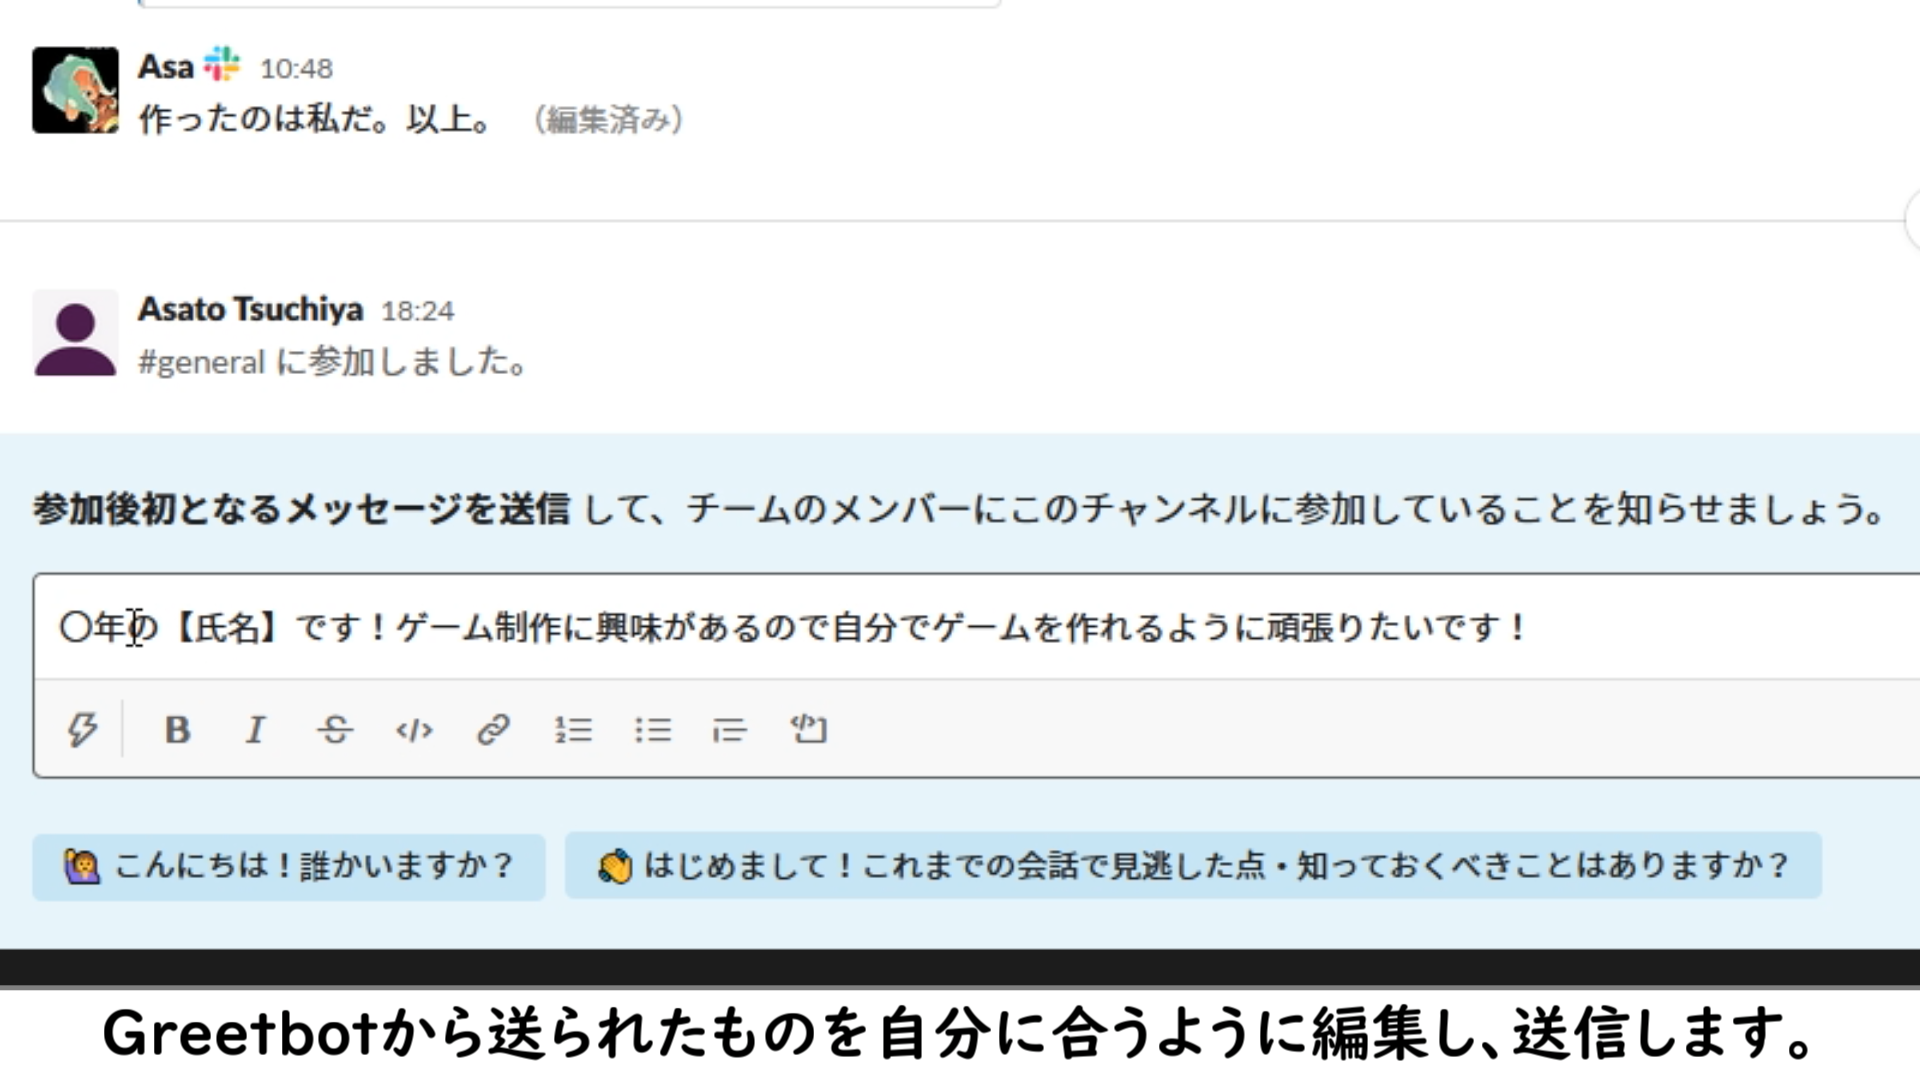 Asa 10:48
作ったのは私だ。以上。 （編集済み）
Asato Tsuchiya 18:24
#general に参加しました。
参加後初となるメッセージを送信 して、チームのメンバーにこのチャンネルに参加していることを知らせましょう。
〇年の【氏名】です！ゲーム制作に興味があるので自分でゲームを作れるように頑張りたいです！
こんにちは！誰かいますか？
はじめまして！これまでの会話で見逃した点・知っておくべきことはありますか？
Greetbotから送られたものを自分に合うように編集し、送信します。